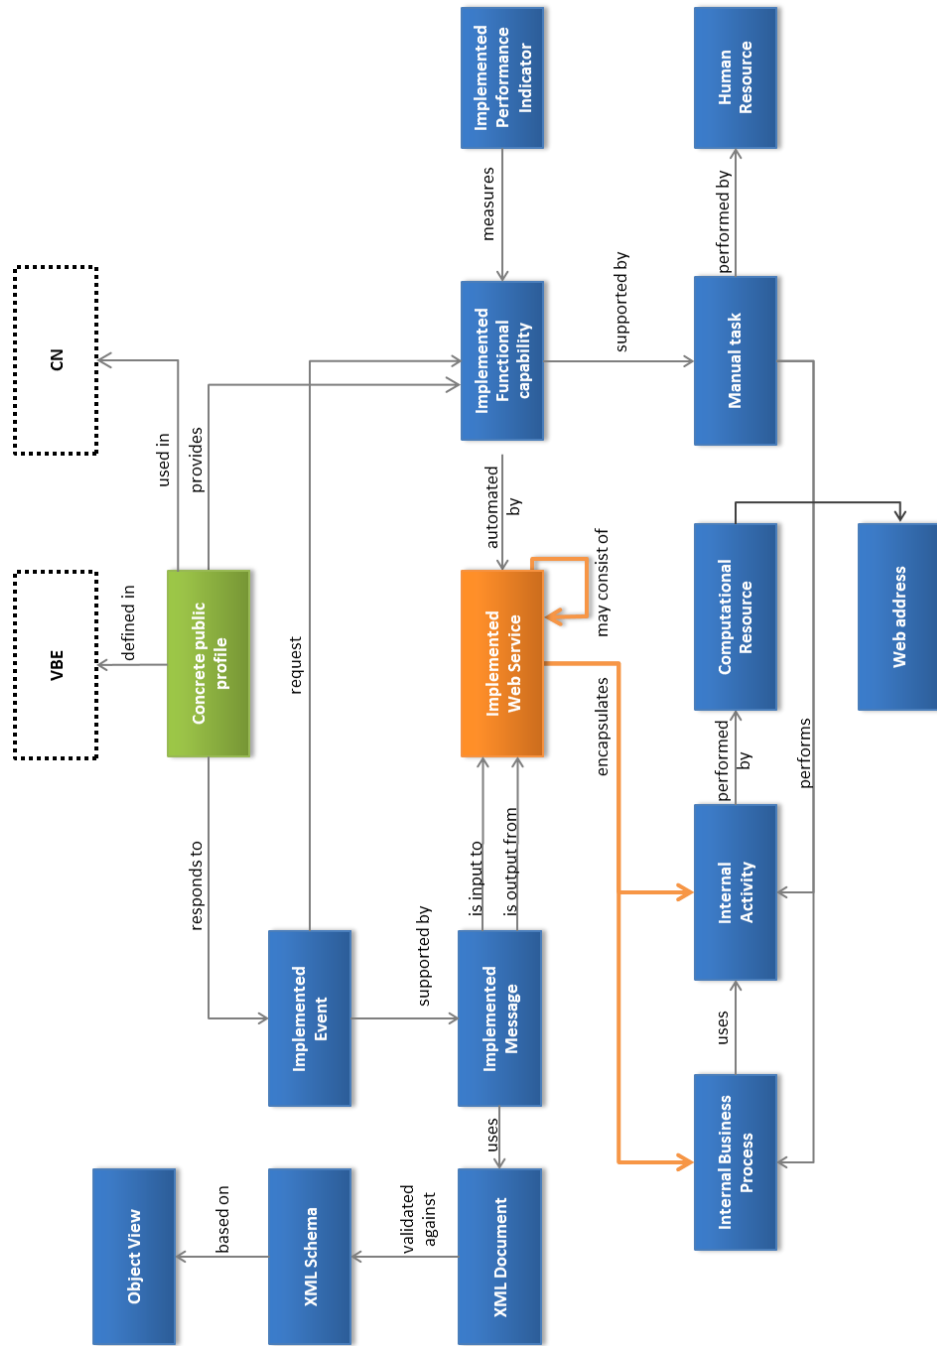 Object View
based on
XML Schema
validated
against
XML Document
uses
Implemented
Event
responds to
supported by
Implemented
Message
request
is input to
is output from
VBE
defined in
Concrete public
profile
CN
used in
provides
Implemented
Web Service
may consist of
encapsulates
automated
by
Implemented
Functional
capability
measures
Implemented
Performance
Indicator
supported by
Internal Business
Process
uses
Internal
Activity
performed
by
Computational
Resource
Manual task
performed by
Human
Resource
performs
Web address